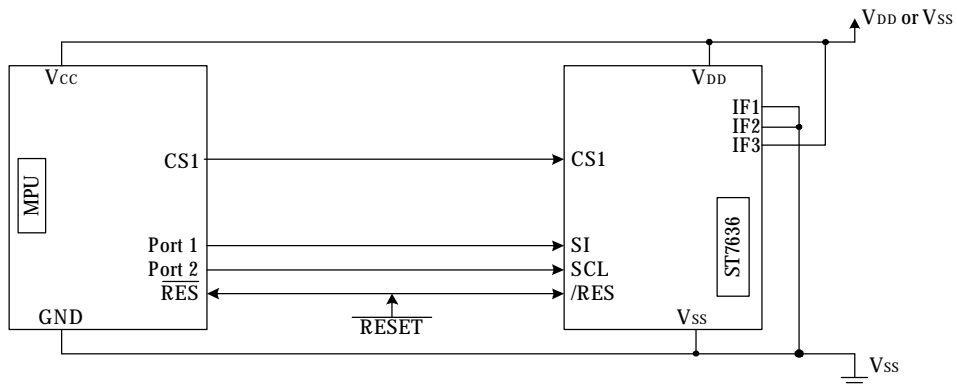 VDD or VSS
VCC
VDD
IF1
IF2
IF3
CS1
CS1
MPU
ST7636
Port 1
SI
Port 2
SCL
RES
/RES
RESET
GND
VSS
VSS